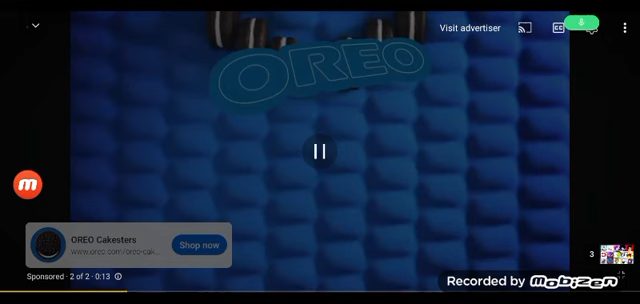 Visit advertiser
CC
OREO
OREO Cakesters
www.oreo.com/oreo-cak...
Shop now
3
Sponsored · 2 of 2 · 0:13
Recorded by mobizen